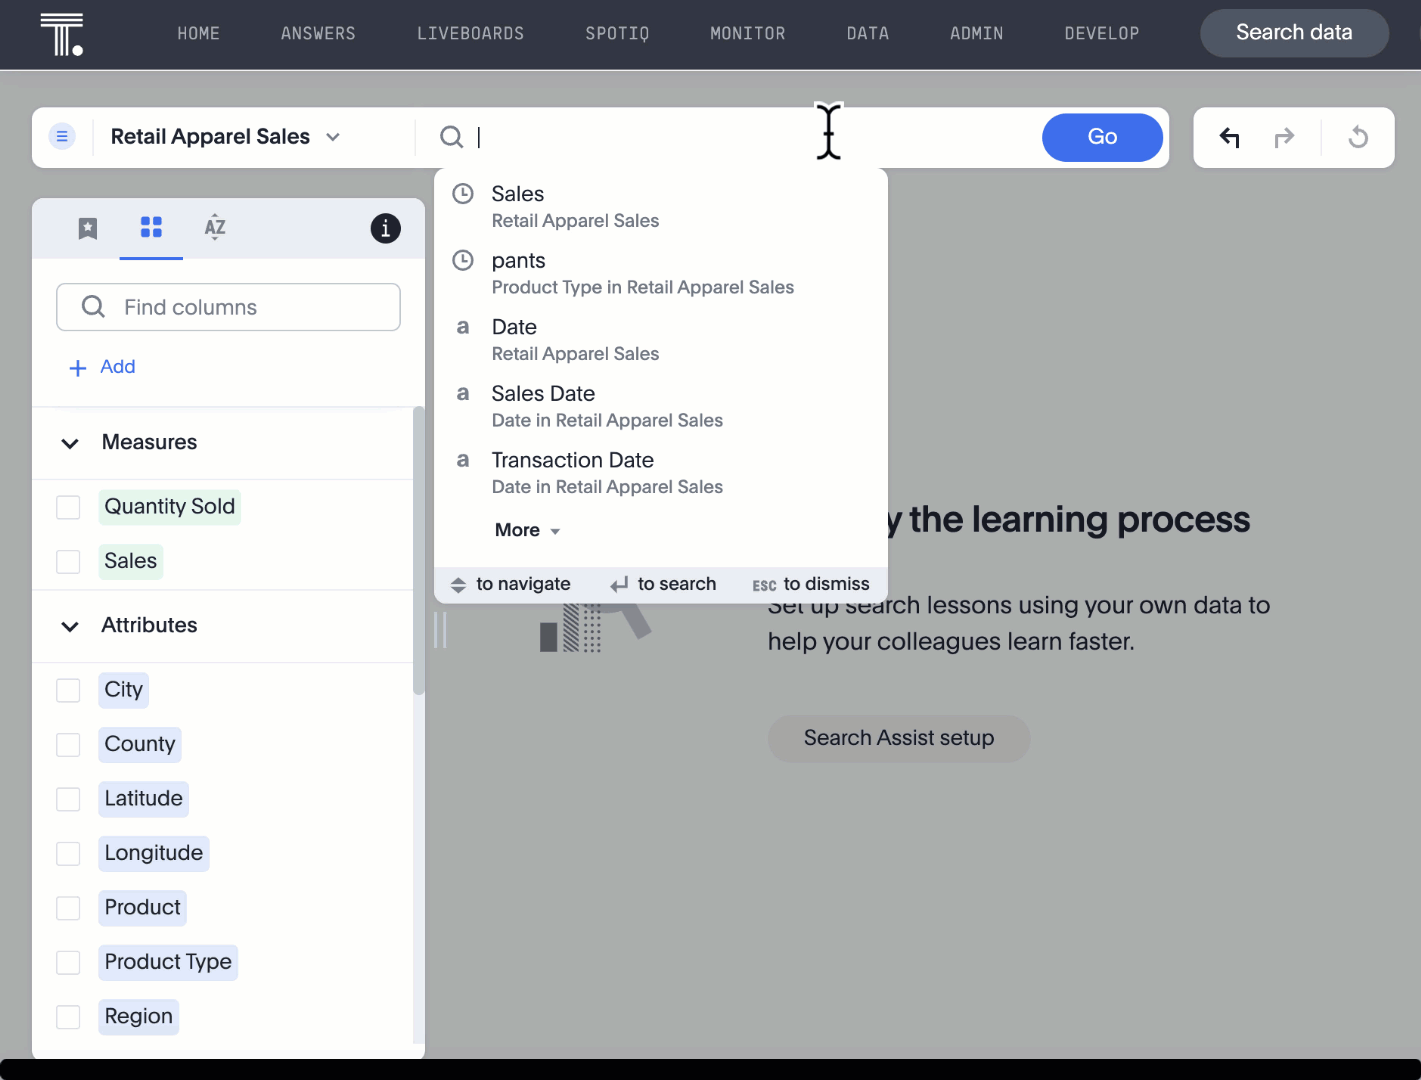 HOME ANSWERS LIVEBOARDS SPOTIQ MONITOR DATA ADMIN DEVELOP Search data
Retail Apparel Sales Go
Sales
Retail Apparel Sales
pants
Product Type in Retail Apparel Sales
Date
Retail Apparel Sales
Sales Date
Date in Retail Apparel Sales
Transaction Date
Date in Retail Apparel Sales
More
to navigate to search ESC to dismiss
AZ
Find columns
+ Add
Measures
Quantity Sold
Sales
Attributes
City
County
Latitude
Longitude
Product
Product Type
Region
the learning process
Set up search lessons using your own data to
help your colleagues learn faster.
Search Assist setup